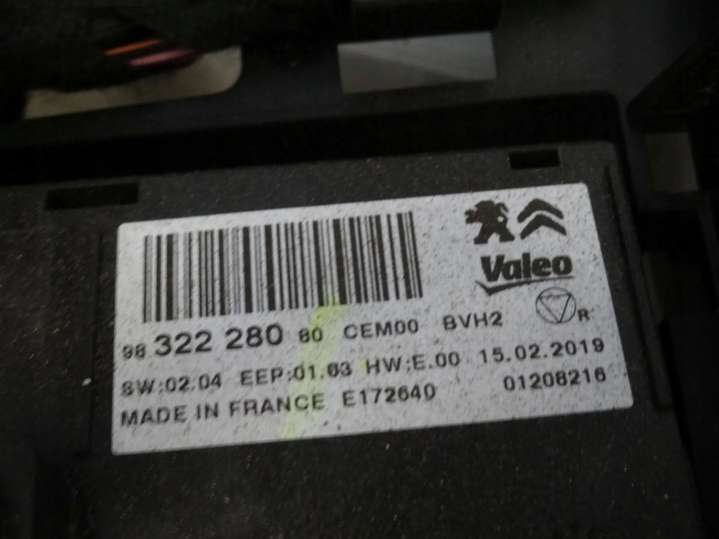 Valeo
98 322 280 80 CEM00 BVH2 R
SW:02.04 EEP:01.03 HW:E.00 15.02.2019
MADE IN FRANCE E172640 01208216